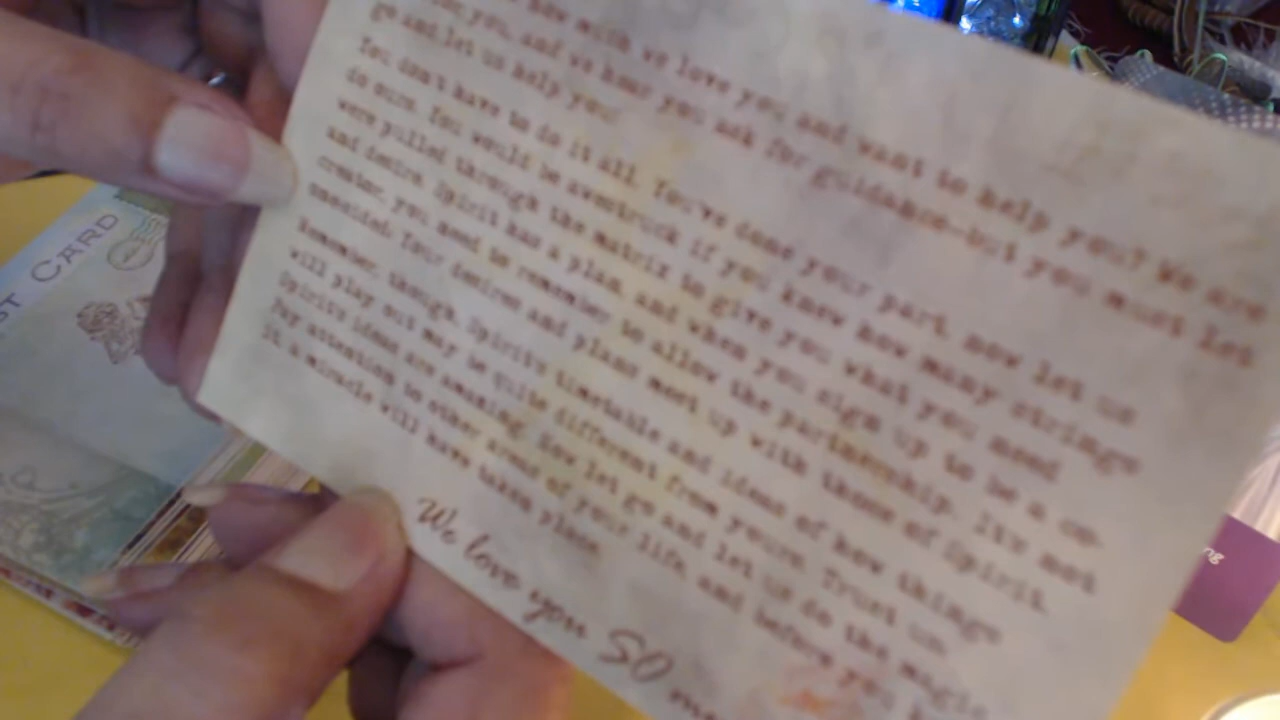 how much we love you and want to help you? We are
for you, and we hear you ask for guidance—but you must let
go and let us help you.
You don't have to do it all. You've done your part, now let us
do ours. You would be awestruck if you knew how many strings
were pulled through the matrix to give you what you need
and desire. Spirit has a plan, and when you sign up to be a co-
creator, you need to remember to allow the partnership. It's not
one-sided. Your desires and plans meet up with those of Spirit.
Remember, though, Spirit's timetable and ideas of how things
will play out may be quite different from yours. Trust us.
Spirit's ideas are amazing. Now let go and let us do the magic.
Pay attention to other areas of your life, and before you
it, a miracle will have taken place.
We love you SO
ST CARD
ng